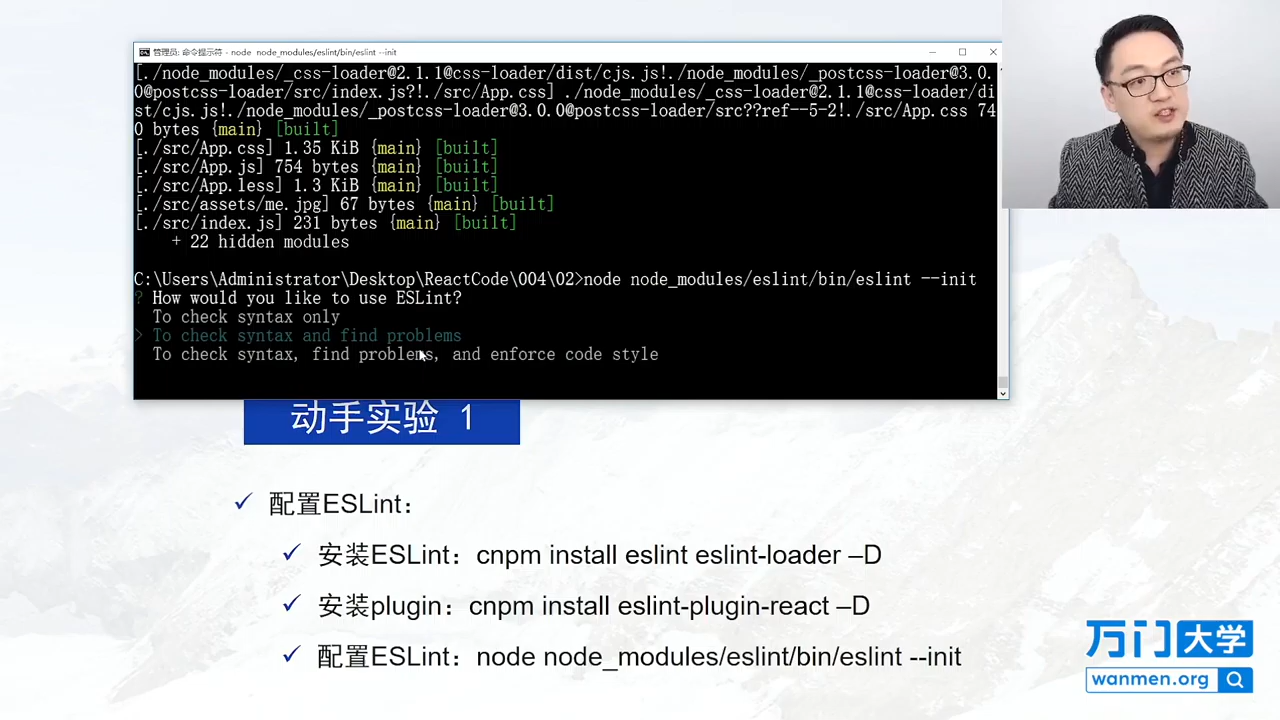 管理员: 命令提示符 - node  node_modules/eslint/bin/eslint --init
[./node_modules/_css-loader@2.1.1@css-loader/dist/cjs.js!./node_modules/_postcss-loader@3.0.
0@postcss-loader/src/index.js?!./src/App.css] ./node_modules/_css-loader@2.1.1@css-loader/di
st/cjs.js!./node_modules/_postcss-loader@3.0.0@postcss-loader/src??ref--5-2!./src/App.css 74
0 bytes {main} [built]
[./src/App.css] 1.35 KiB {main} [built]
[./src/App.js] 754 bytes {main} [built]
[./src/App.less] 1.3 KiB {main} [built]
[./src/assets/me.jpg] 67 bytes {main} [built]
[./src/index.js] 231 bytes {main} [built]
+ 22 hidden modules
C:\Users\Administrator\Desktop\ReactCode\004\02>node node_modules/eslint/bin/eslint --init
? How would you like to use ESLint?
To check syntax only
> To check syntax and find problems
To check syntax, find problems, and enforce code style
动手实验 1
✓ 配置ESLint：
✓ 安装ESLint：cnpm install eslint eslint-loader –D
✓ 安装plugin：cnpm install eslint-plugin-react –D
✓ 配置ESLint：node node_modules/eslint/bin/eslint --init
万门大学
wanmen.org